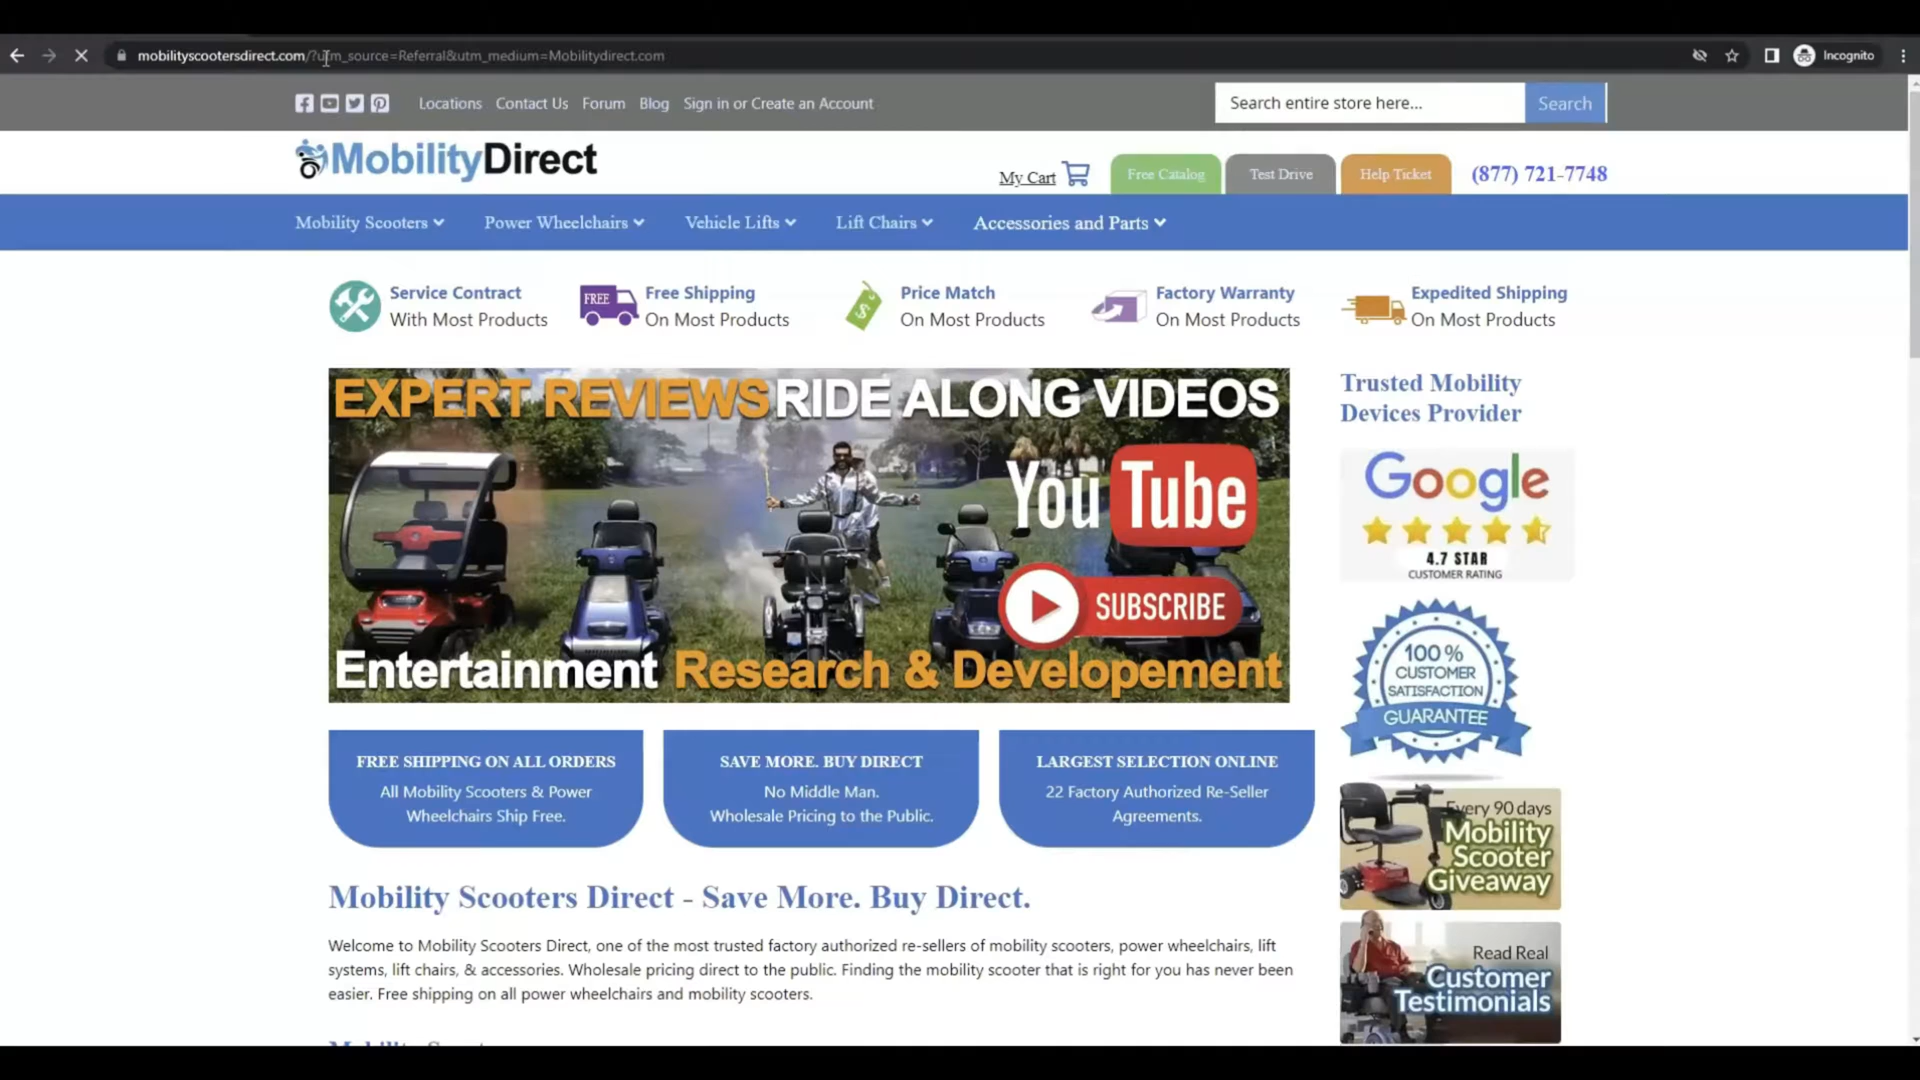 mobilityscootersdirect.com/?utm_source=Referral&utm_medium=Mobilitydirect.com
Incognito
Locations Contact Us Forum Blog Sign in or Create an Account
Search entire store here...
Search
MobilityDirect
My Cart
Free Catalog
Test Drive
Help Ticket
(877) 721-7748
Mobility Scooters Power Wheelchairs Vehicle Lifts Lift Chairs Accessories and Parts
Service Contract
With Most Products
FREE
Free Shipping
On Most Products
$
Price Match
On Most Products
Factory Warranty
On Most Products
Expedited Shipping
On Most Products
EXPERT REVIEWS RIDE ALONG VIDEOS
YouTube
SUBSCRIBE
Entertainment Research & Developement
Trusted Mobility
Devices Provider
Google
4.7 STAR
CUSTOMER RATING
100 %
CUSTOMER
SATISFACTION
GUARANTEE
FREE SHIPPING ON ALL ORDERS
All Mobility Scooters & Power
Wheelchairs Ship Free.
SAVE MORE. BUY DIRECT
No Middle Man.
Wholesale Pricing to the Public.
LARGEST SELECTION ONLINE
22 Factory Authorized Re-Seller
Agreements.
Every 90 days
Mobility
Scooter
Giveaway
Mobility Scooters Direct - Save More. Buy Direct.
Welcome to Mobility Scooters Direct, one of the most trusted factory authorized re-sellers of mobility scooters, power wheelchairs, lift
systems, lift chairs, & accessories. Wholesale pricing direct to the public. Finding the mobility scooter that is right for you has never been
easier. Free shipping on all power wheelchairs and mobility scooters.
Read Real
Customer
Testimonials